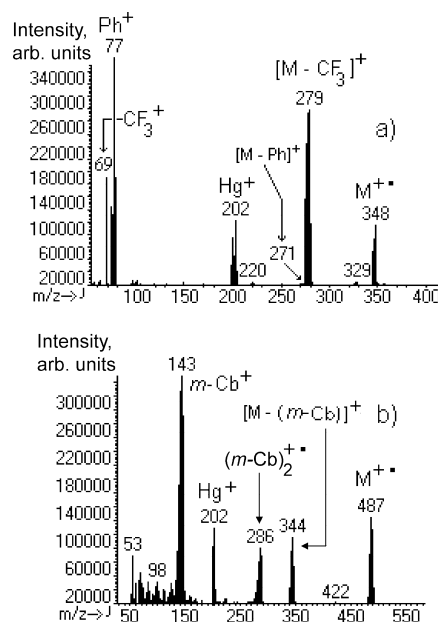 Intensity,
arb. units
Ph+
77
340000
300000
260000
220000
180000
140000
100000
60000
20000
-CF3+
69
[M - CF3]+
279
a)
[M - Ph]+
271
Hg+
202
220
M+•
348
329
m/z->
100
200
300
400
Intensity,
arb. units
143
m-Cb+
300000
260000
220000
180000
140000
100000
60000
20000
[M - (m-Cb)]+
b)
(m-Cb)2+•
M+•
487
Hg+
202
286
344
53
98
422
m/z->
50
150
250
350
450
550